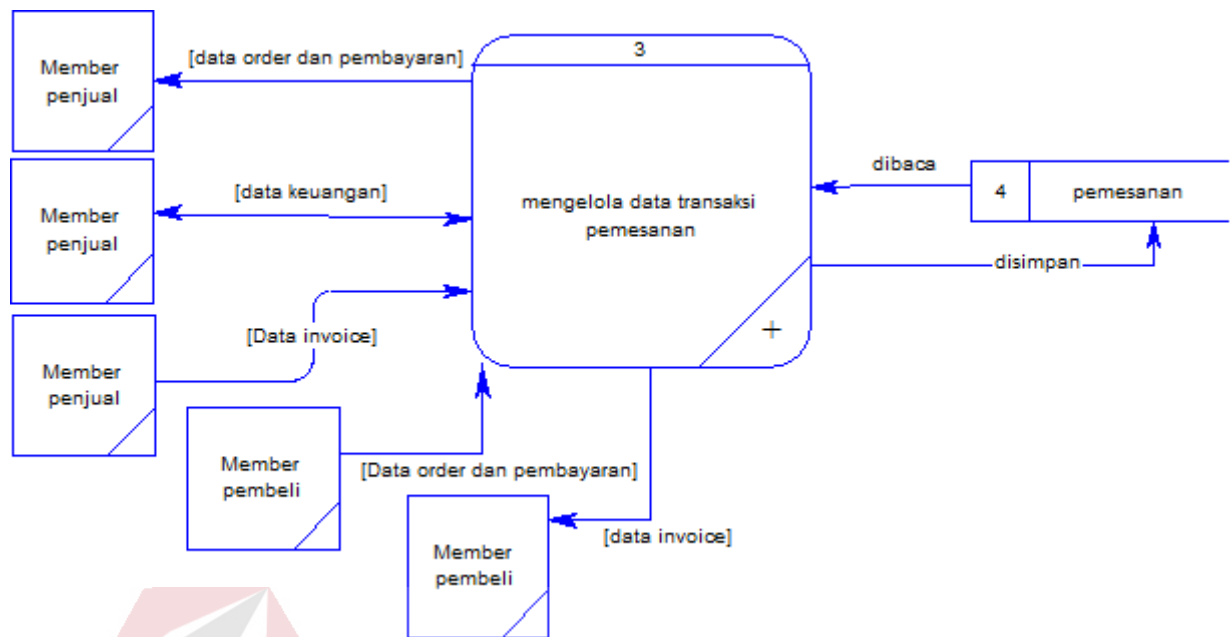 Member
penjual
[data order dan pembayaran]
3
Member
penjual
[data keuangan]
mengelola data transaksi
pemesanan
dibaca
4
pemesanan
disimpan
+
Member
penjual
[Data invoice]
Member
pembeli
[Data order dan pembayaran]
Member
pembeli
[data invoice]